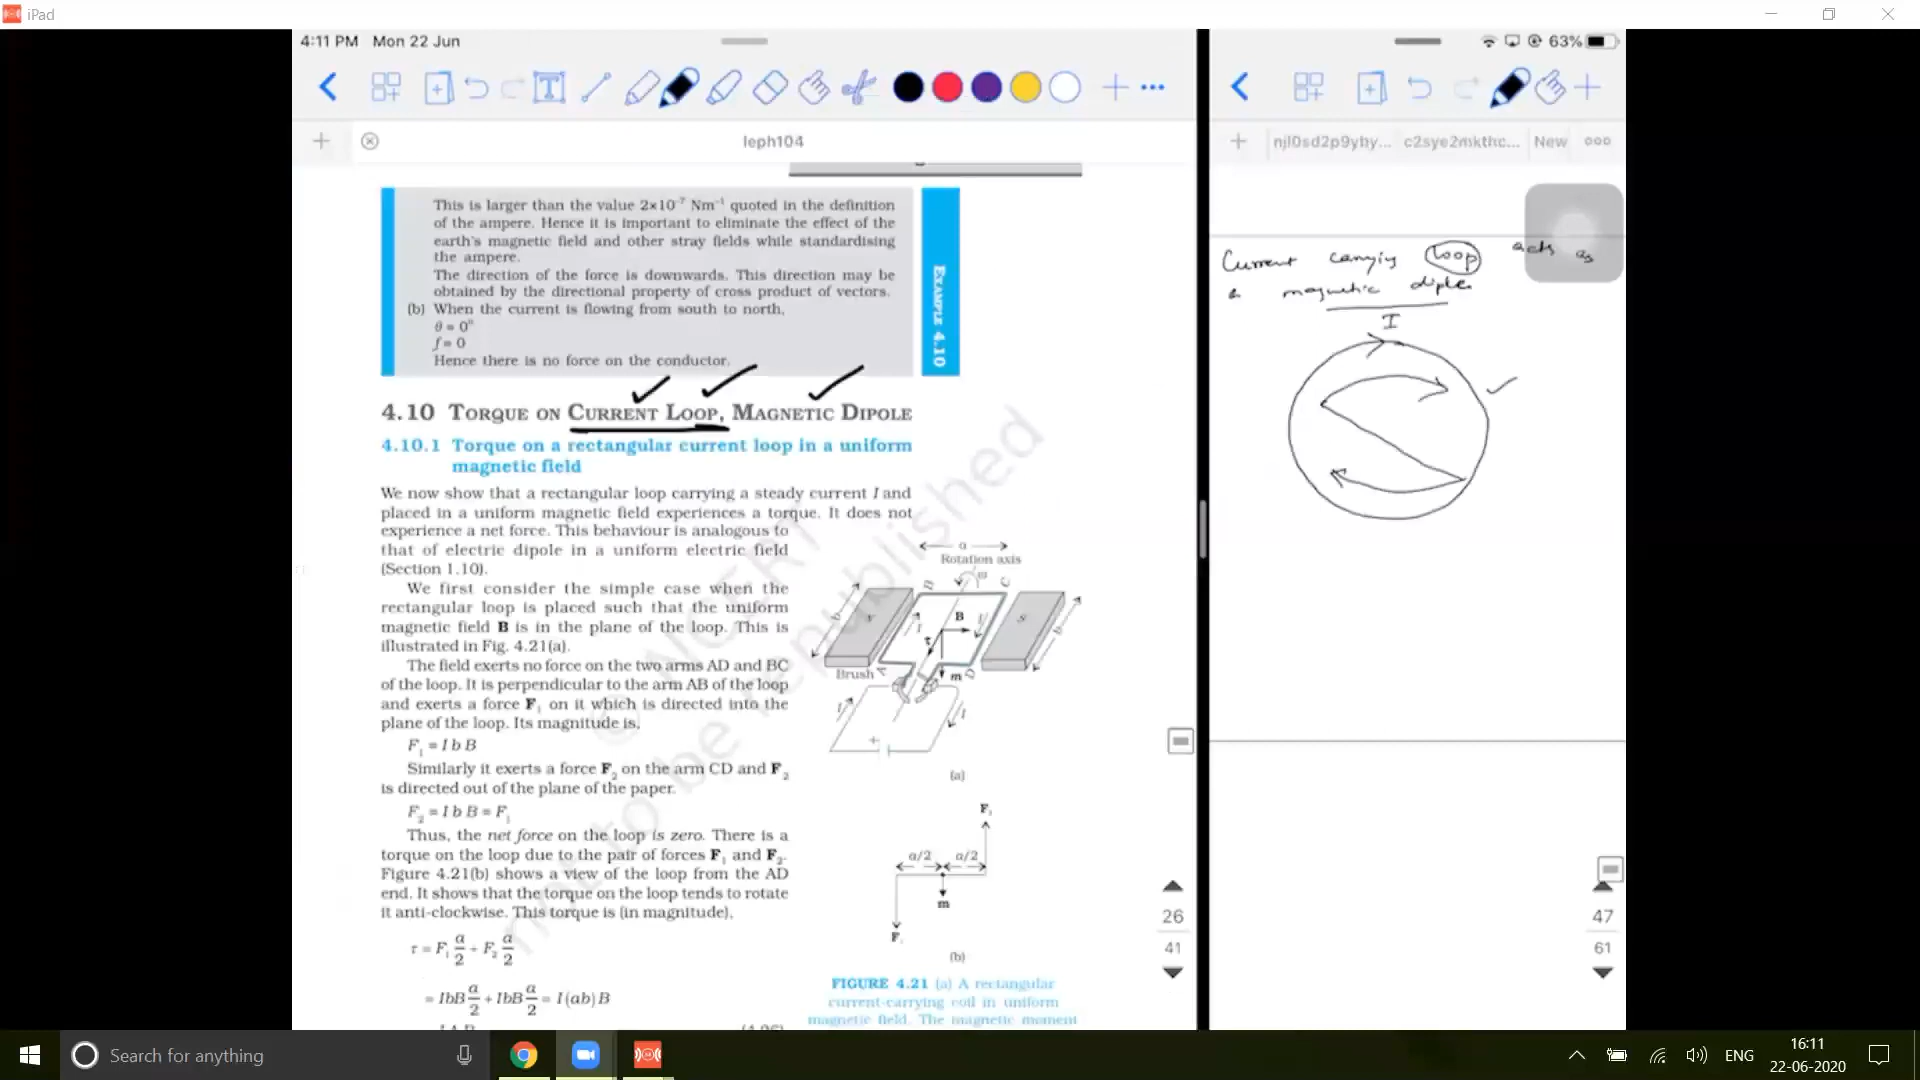 iPad
4:11 PM Mon 22 Jun
63%
leph104
njl0sd2p9yhy... c2sye2mkthc... New
This is larger than the value 2×10⁻⁷ Nm⁻¹ quoted in the definition
of the ampere. Hence it is important to eliminate the effect of the
earth's magnetic field and other stray fields while standardising
the ampere.
The direction of the force is downwards. This direction may be
obtained by the directional property of cross product of vectors.
(b) When the current is flowing from south to north,
θ = 0°
f = 0
Hence there is no force on the conductor.
EXAMPLE 4.10
4.10 TORQUE ON CURRENT LOOP, MAGNETIC DIPOLE
4.10.1 Torque on a rectangular current loop in a uniform
magnetic field
We now show that a rectangular loop carrying a steady current I and
placed in a uniform magnetic field experiences a torque. It does not
experience a net force. This behaviour is analogous to
that of electric dipole in a uniform electric field
(Section 1.10).
We first consider the simple case when the
rectangular loop is placed such that the uniform
magnetic field B is in the plane of the loop. This is
illustrated in Fig. 4.21(a).
The field exerts no force on the two arms AD and BC
of the loop. It is perpendicular to the arm AB of the loop
and exerts a force F₁ on it which is directed into the
plane of the loop. Its magnitude is,
F₁ = I b B
Similarly it exerts a force F₂ on the arm CD and F₂
is directed out of the plane of the paper.
F₂ = I b B = F₁
Thus, the net force on the loop is zero. There is a
torque on the loop due to the pair of forces F₁ and F₂.
Figure 4.21(b) shows a view of the loop from the AD
end. It shows that the torque on the loop tends to rotate
it anti-clockwise. This torque is (in magnitude),
τ = F₁ a/2 + F₂ a/2
= IbB a/2 + IbB a/2 = I(ab)B
a
Rotation axis
B C
b b
B
I I
τ
Brush A m D
I I
+
(a)
F
a/2 a/2
m
F
(b)
FIGURE 4.21 (a) A rectangular
current-carrying coil in uniform
magnetic field. The magnetic moment
© NCERT
not to be republished
26
41
Current carrying loop acts as
a magnetic diple
I
47
61
Search for anything
ENG
16:11
22-06-2020